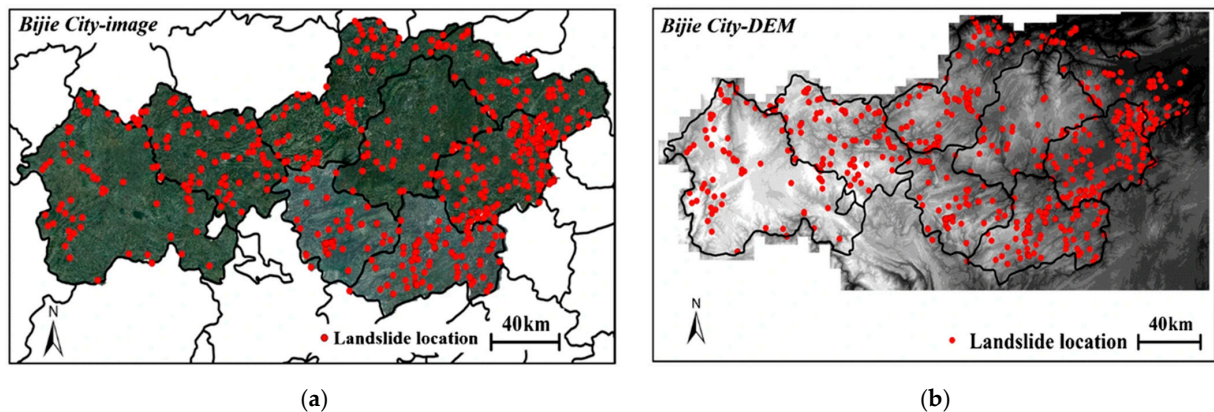 Bijie City-image
N
Landslide location
40km
(a)
Bijie City-DEM
N
Landslide location
40km
(b)